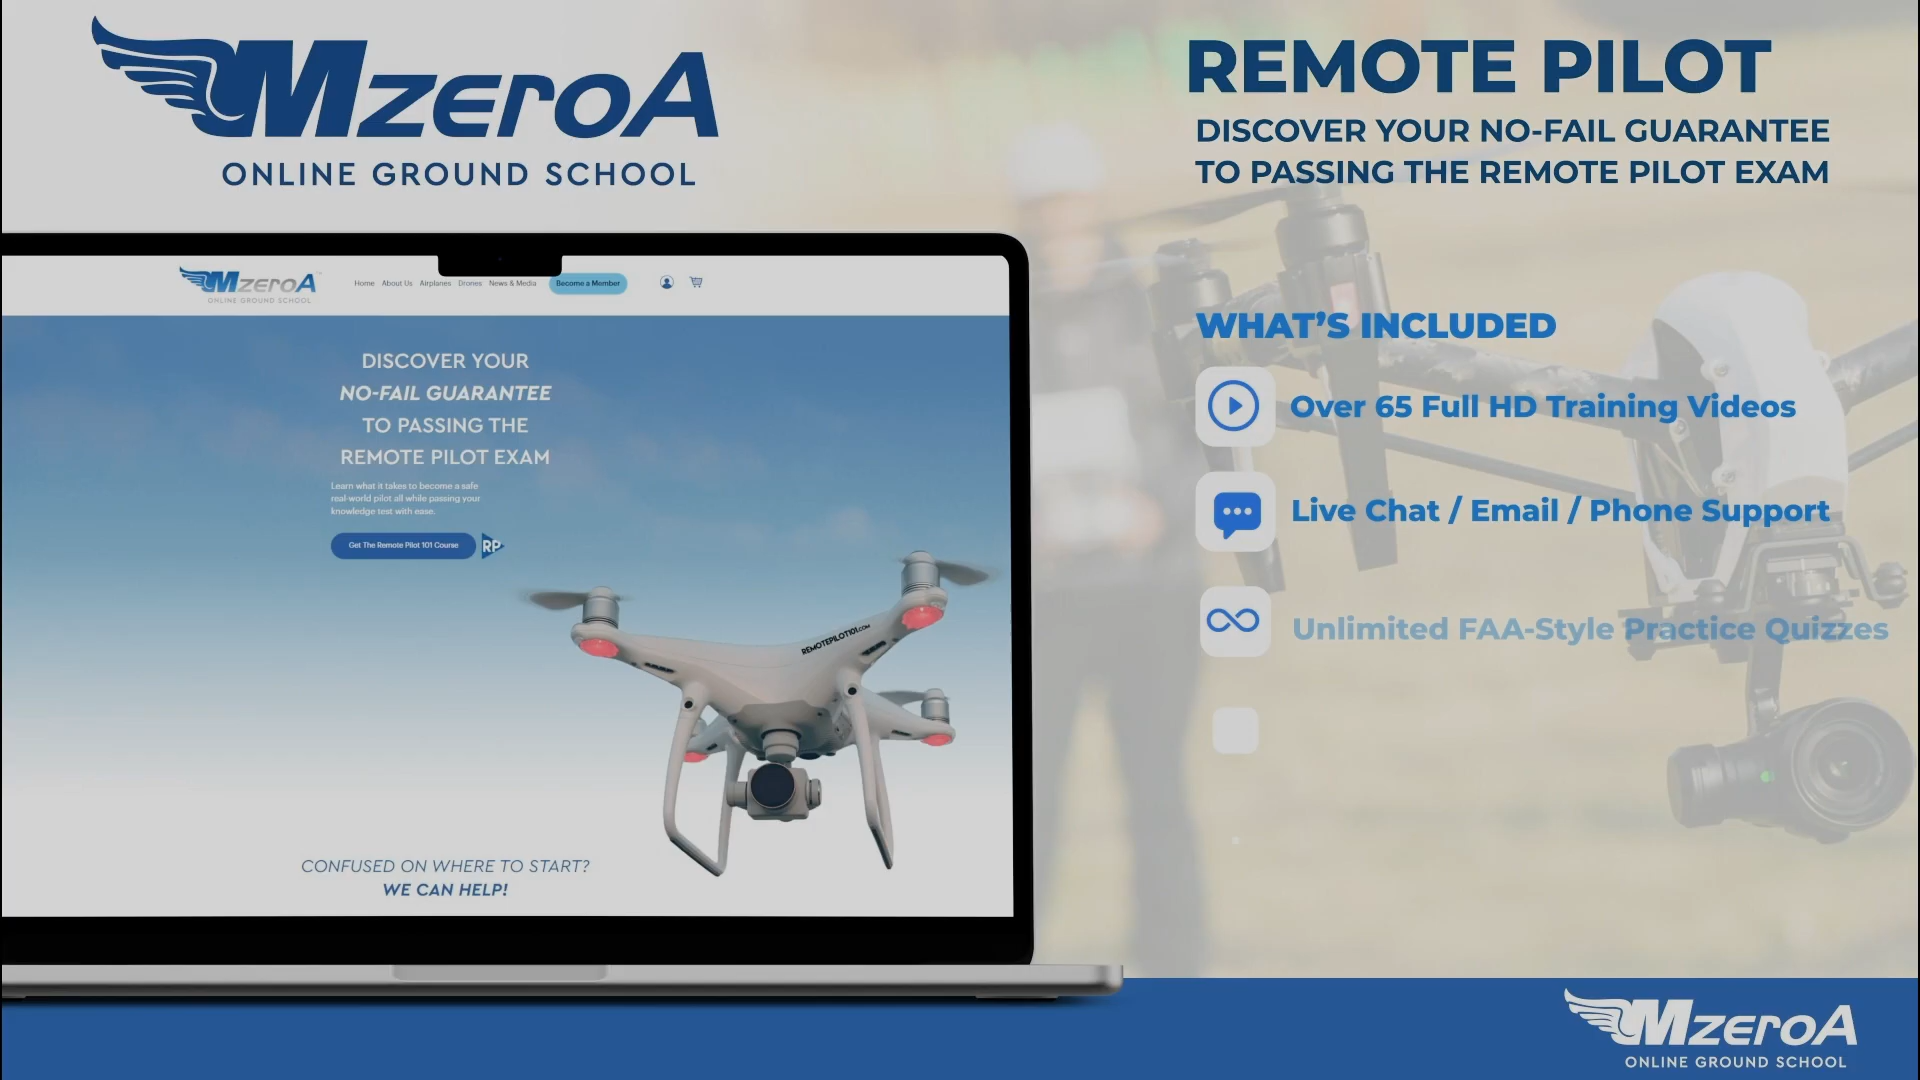 MzeroA
ONLINE GROUND SCHOOL
REMOTE PILOT
DISCOVER YOUR NO-FAIL GUARANTEE
TO PASSING THE REMOTE PILOT EXAM
MzeroA
ONLINE GROUND SCHOOL
Home About Us Airplanes Drones News & Media Become a Member
DISCOVER YOUR
NO-FAIL GUARANTEE
TO PASSING THE
REMOTE PILOT EXAM
Learn what it takes to become a safe
real-world pilot all while passing your
knowledge test with ease.
Get The Remote Pilot 101 Course
RP
REMOTEPILOT101.COM
CONFUSED ON WHERE TO START?
WE CAN HELP!
WHAT'S INCLUDED
Over 65 Full HD Training Videos
Live Chat / Email / Phone Support
Unlimited FAA-Style Practice Quizzes
MzeroA
ONLINE GROUND SCHOOL